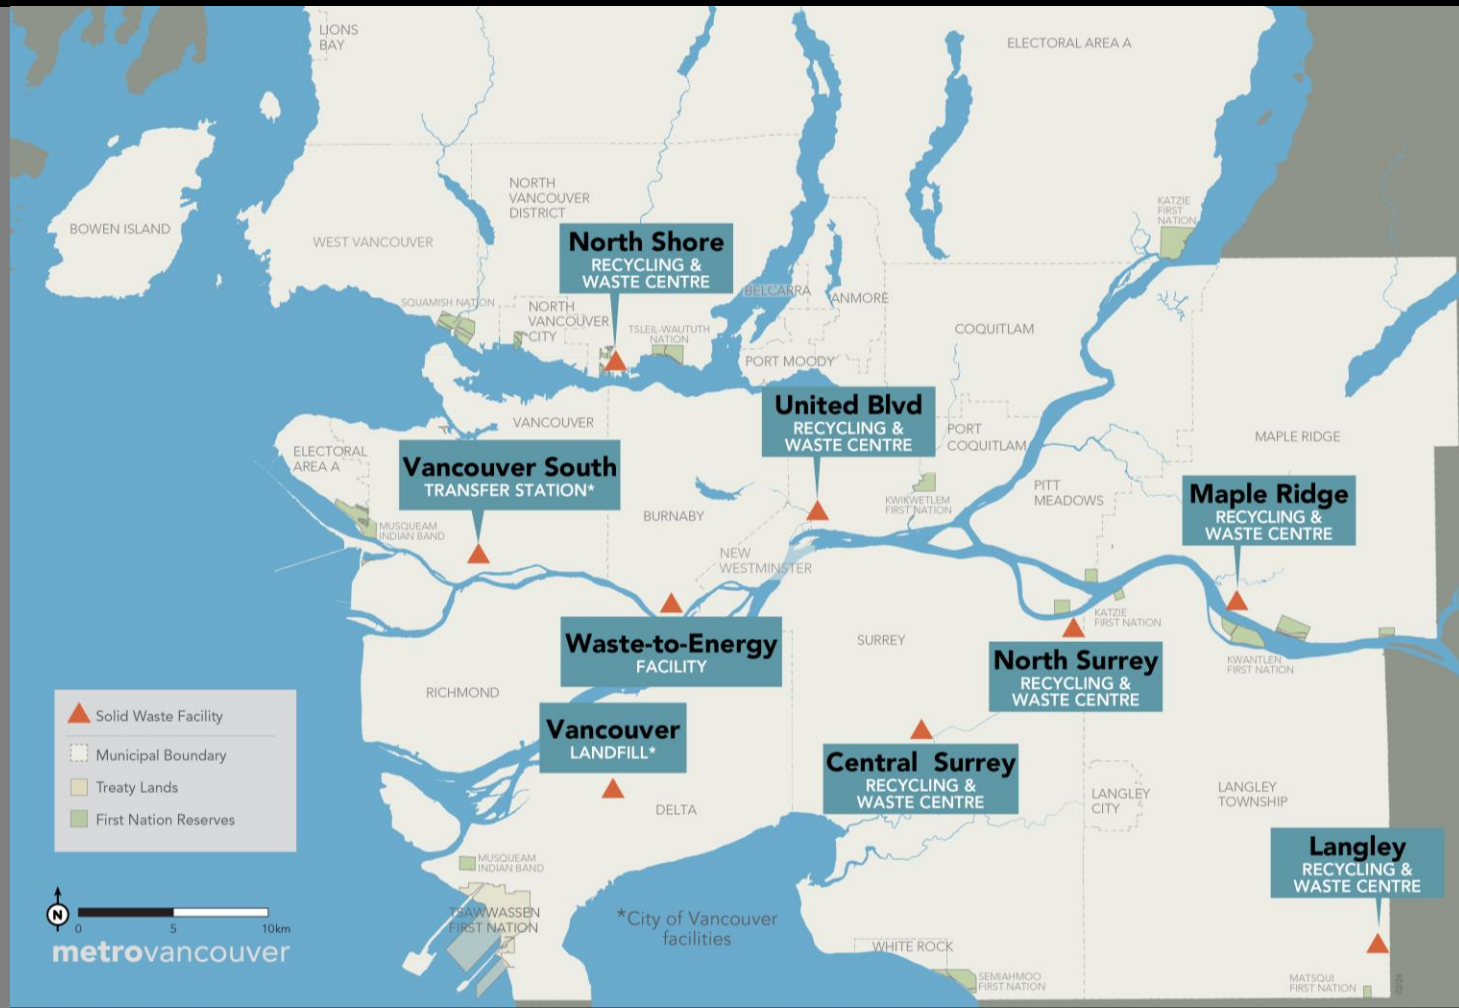 LIONS
BAY
ELECTORAL AREA A
NORTH
VANCOUVER
DISTRICT
KATZIE
FIRST
NATION
BOWEN ISLAND
WEST VANCOUVER
North Shore
RECYCLING &
WASTE CENTRE
BELCARRA
ANMORE
SQUAMISH NATION
NORTH
VANCOUVER
CITY
TSLEIL-WAUTUTH
NATION
COQUITLAM
PORT MOODY
United Blvd
RECYCLING &
WASTE CENTRE
VANCOUVER
PORT
COQUITLAM
MAPLE RIDGE
ELECTORAL
AREA A
Vancouver South
TRANSFER STATION*
PITT
MEADOWS
Maple Ridge
RECYCLING &
WASTE CENTRE
KWIKWETLEM
FIRST NATION
BURNABY
MUSQUEAM
INDIAN BAND
NEW
WESTMINSTER
KATZIE
FIRST NATION
Waste-to-Energy
FACILITY
SURREY
North Surrey
RECYCLING &
WASTE CENTRE
KWANTLEN
FIRST NATION
RICHMOND
Vancouver
LANDFILL*
Central Surrey
RECYCLING &
WASTE CENTRE
LANGLEY
CITY
LANGLEY
TOWNSHIP
DELTA
Langley
RECYCLING &
WASTE CENTRE
MUSQUEAM
INDIAN BAND
TSAWWASSEN
FIRST NATION
*City of Vancouver
facilities
WHITE ROCK
SEMIAHMOO
FIRST NATION
MATSQUI
FIRST NATION
Solid Waste Facility
Municipal Boundary
Treaty Lands
First Nation Reserves
N
0 5 10km
metrovancouver